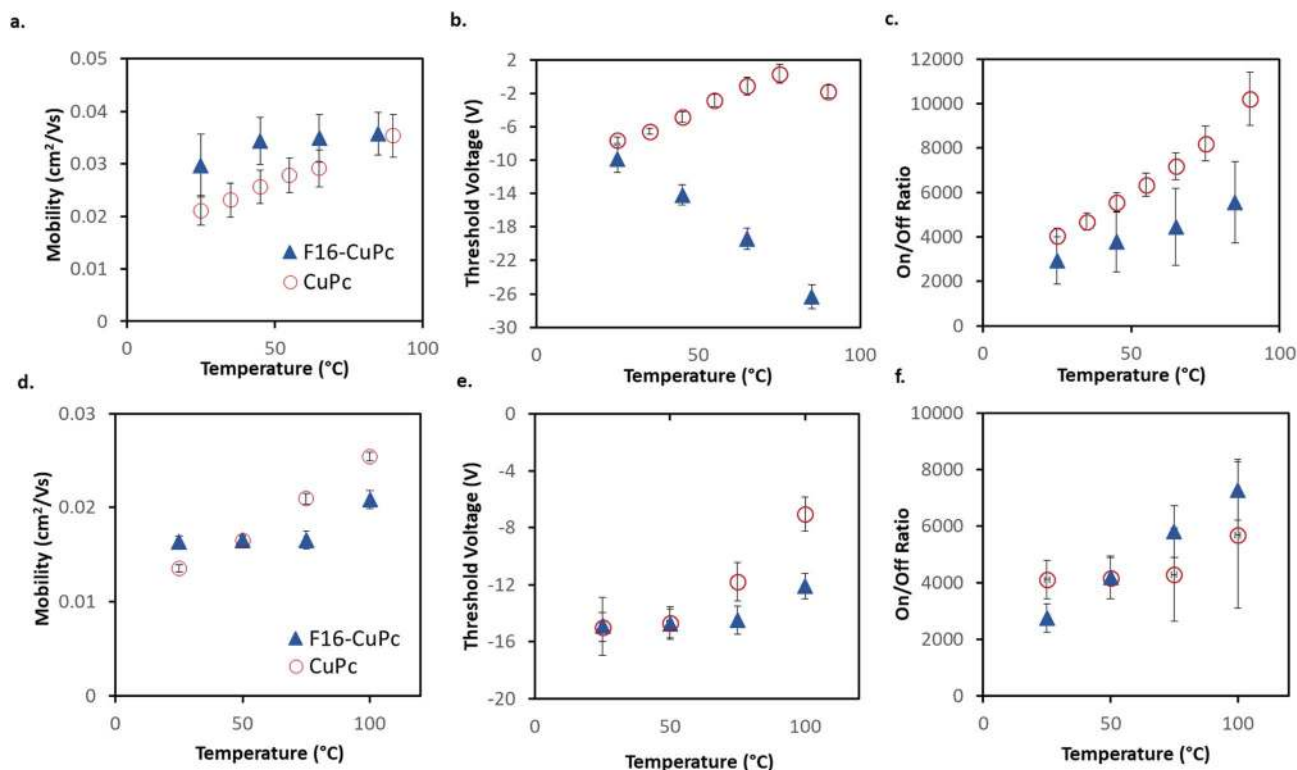 a.
Mobility (cm²/Vs)
0.05
0.04
0.03
0.02
0.01
0
F16-CuPc
CuPc
0
50
100
Temperature (°C)
b.
Threshold Voltage (V)
2
-2
-6
-10
-14
-18
-22
-26
-30
0
50
100
Temperature (°C)
c.
On/Off Ratio
12000
10000
8000
6000
4000
2000
0
0
50
100
Temperature (°C)
d.
Mobility (cm²/Vs)
0.03
0.02
0.01
0
F16-CuPc
CuPc
0
50
100
Temperature (°C)
e.
Threshold Voltage (V)
0
-4
-8
-12
-16
-20
0
50
100
Temperature (°C)
f.
On/Off Ratio
10000
8000
6000
4000
2000
0
0
50
100
Temperature (°C)